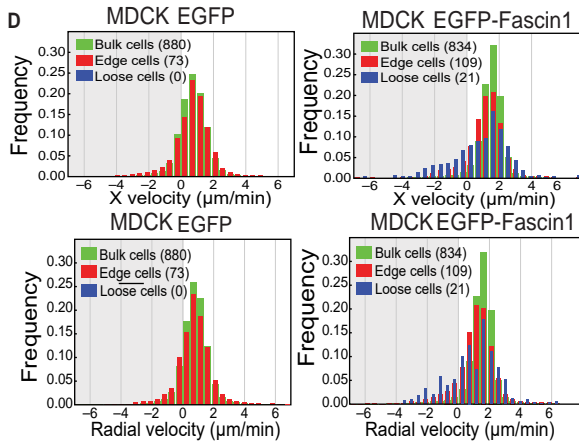 D
MDCK EGFP
MDCK EGFP-Fascin1
Frequency
0.30
0.25
0.20
0.15
0.10
0.05
0.00
Bulk cells (880)
Edge cells (73)
Loose cells (0)
−6 −4 −2 0 2 4 6
X velocity (µm/min)
0.30
0.25
0.20
0.15
0.10
0.05
0.00
Bulk cells (834)
Edge cells (109)
Loose cells (21)
−6 −4 −2 0 2 4 6
X velocity (µm/min)
MDCK EGFP
MDCK EGFP-Fascin1
Frequency
0.30
0.25
0.20
0.15
0.10
0.05
0.00
Bulk cells (880)
Edge cells (73)
Loose cells (0)
−6 −4 −2 0 2 4 6
Radial velocity (µm/min)
0.30
0.25
0.20
0.15
0.10
0.05
0.00
Bulk cells (834)
Edge cells (109)
Loose cells (21)
−6 −4 −2 0 2 4 6
Radial velocity (µm/min)